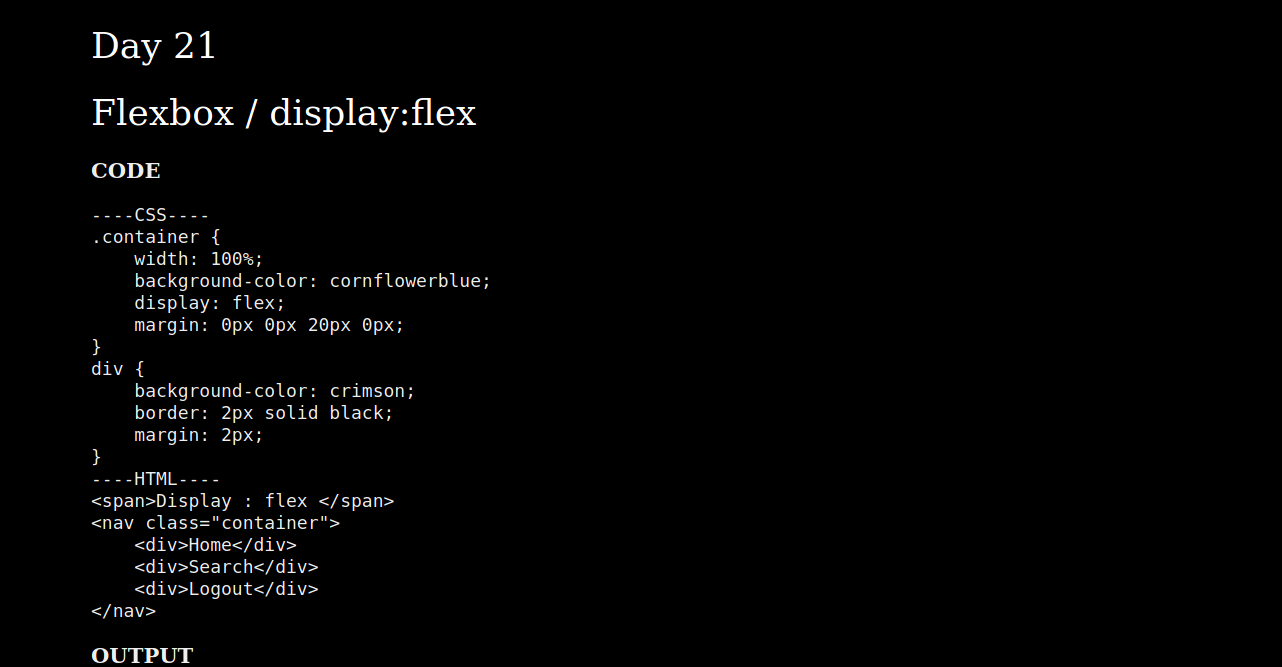 Day 21
Flexbox / display:flex
CODE
----CSS----
.container {
    width: 100%;
    background-color: cornflowerblue;
    display: flex;
    margin: 0px 0px 20px 0px;
}
div {
    background-color: crimson;
    border: 2px solid black;
    margin: 2px;
}
----HTML----
<span>Display : flex </span>
<nav class="container">
    <div>Home</div>
    <div>Search</div>
    <div>Logout</div>
</nav>
OUTPUT